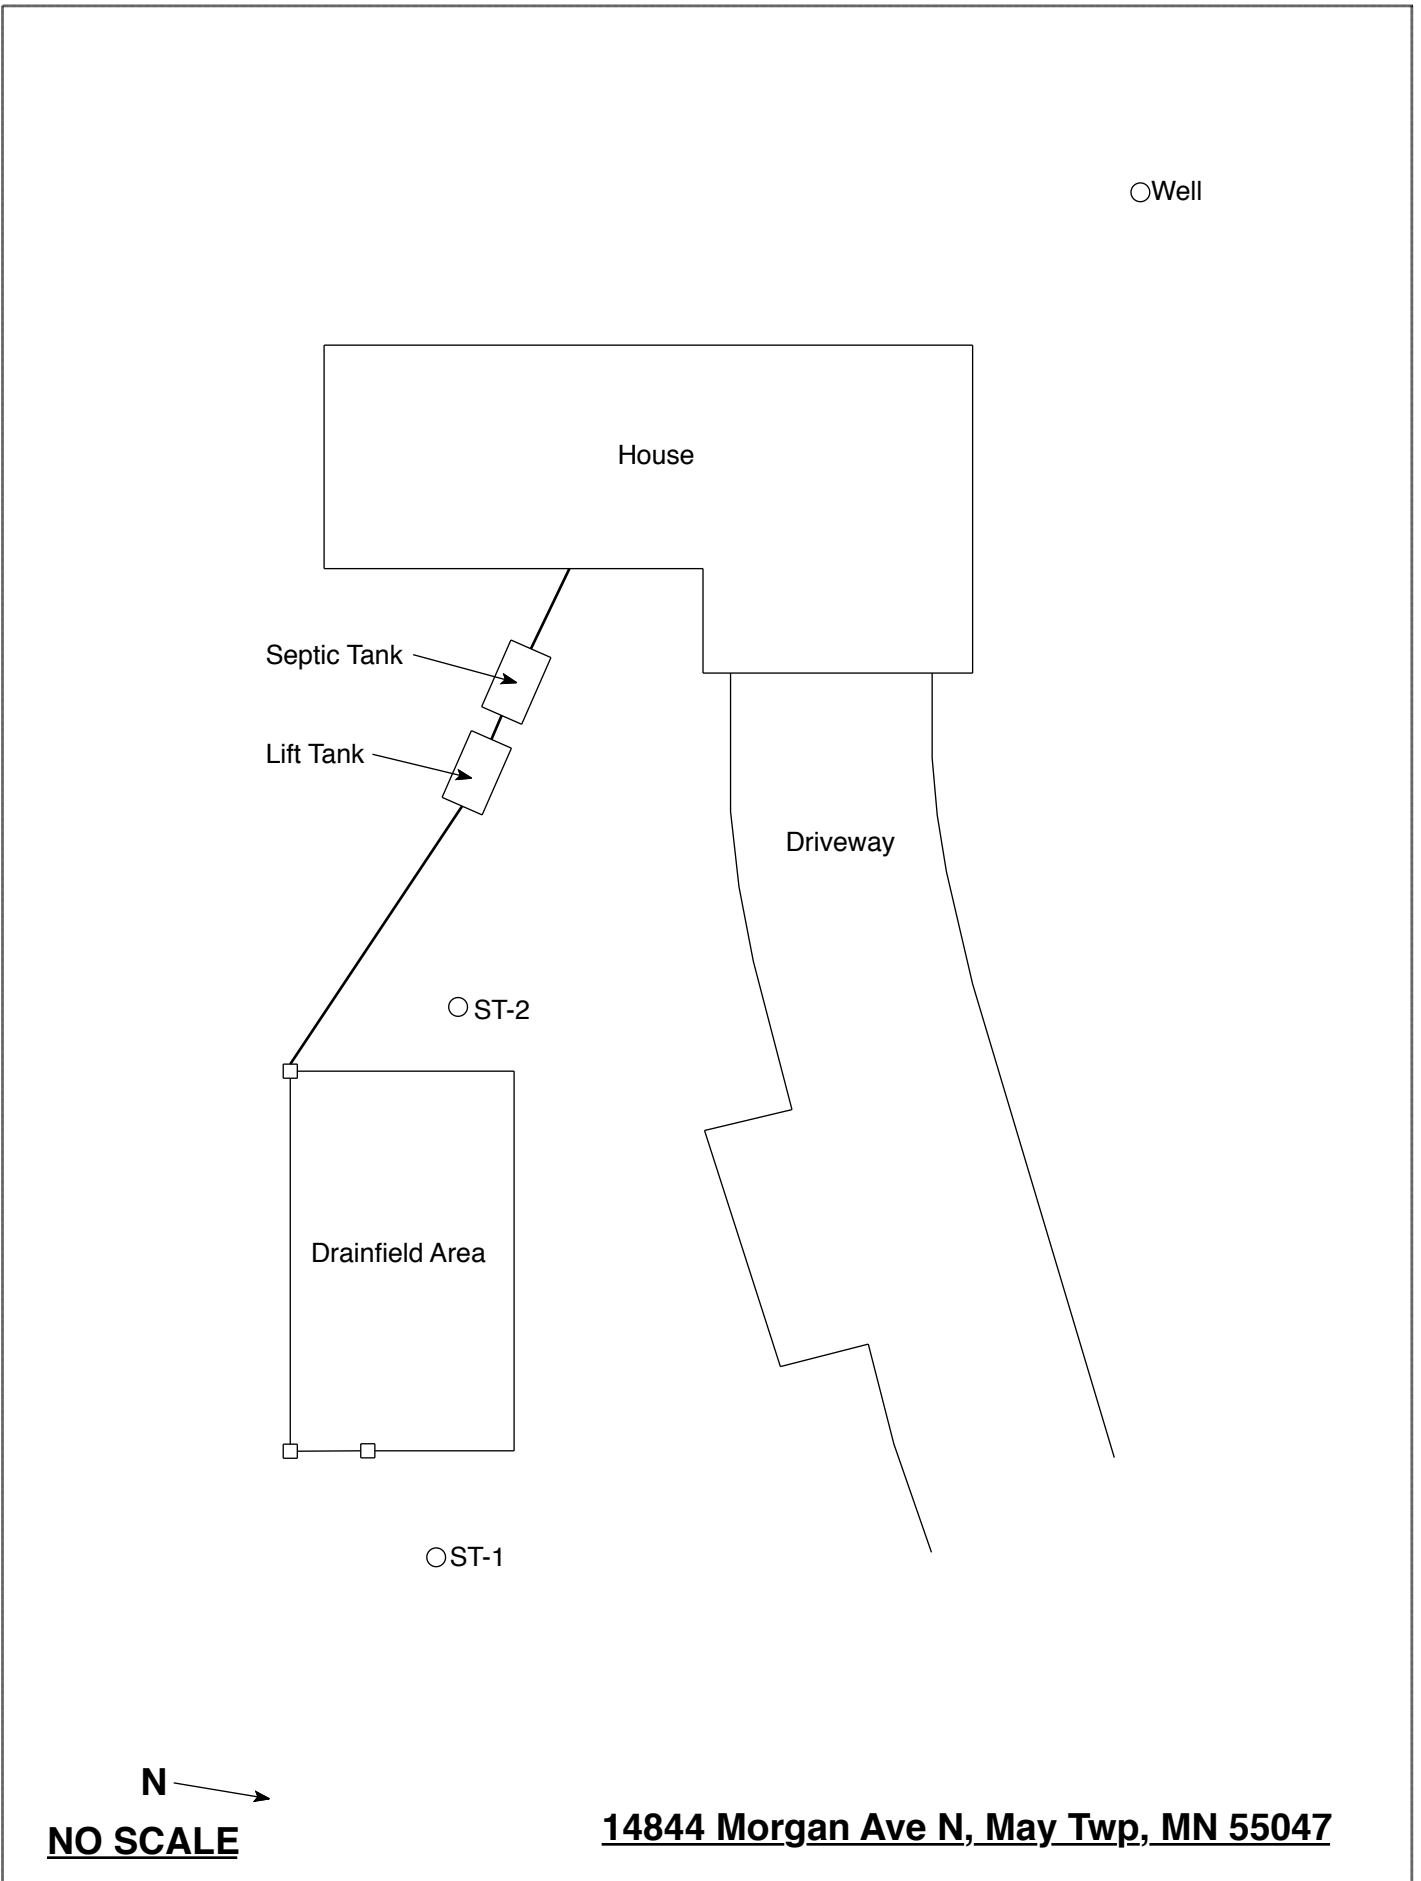 Well
House
Septic Tank
Lift Tank
Driveway
ST-2
Drainfield Area
ST-1
N
NO SCALE
14844 Morgan Ave N, May Twp, MN 55047